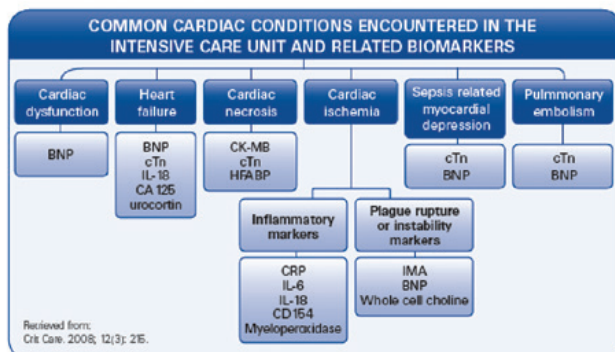 COMMON CARDIAC CONDITIONS ENCOUNTERED IN THE
INTENSIVE CARE UNIT AND RELATED BIOMARKERS
Cardiac
dysfunction
BNP
Heart
failure
BNP
cTn
IL-18
CA 125
urocortin
Cardiac
necrosis
CK-MB
cTn
HFABP
Cardiac
ischemia
Inflammatory
markers
CRP
IL-6
IL-18
CD154
Myeloperoxidase
Plague rupture
or instability
markers
IMA
BNP
Whole cell choline
Sepsis related
myocardial
depression
cTn
BNP
Pulmmonary
embolism
cTn
BNP
Retrieved from:
Crit Care. 2008; 12(3): 215.